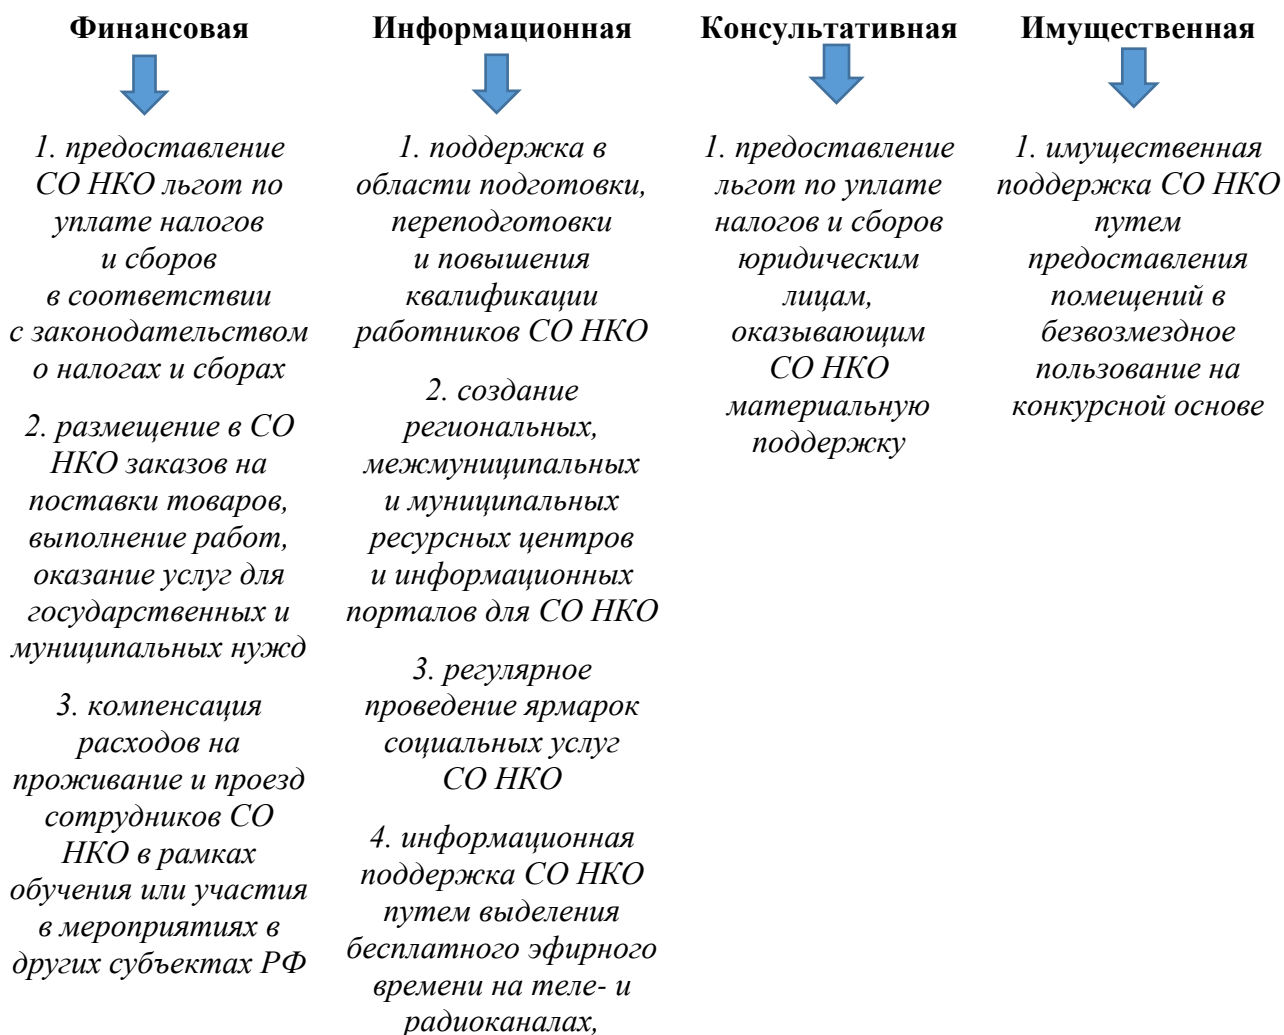 Финансовая
1. предоставление
СО НКО льгот по
уплате налогов
и сборов
в соответствии
с законодательством
о налогах и сборах
2. размещение в СО
НКО заказов на
поставки товаров,
выполнение работ,
оказание услуг для
государственных и
муниципальных нужд
3. компенсация
расходов на
проживание и проезд
сотрудников СО
НКО в рамках
обучения или участия
в мероприятиях в
других субъектах РФ
Информационная
1. поддержка в
области подготовки,
переподготовки
и повышения
квалификации
работников СО НКО
2. создание
региональных,
межмуниципальных
и муниципальных
ресурсных центров
и информационных
порталов для СО НКО
3. регулярное
проведение ярмарок
социальных услуг
СО НКО
4. информационная
поддержка СО НКО
путем выделения
бесплатного эфирного
времени на теле- и
радиоканалах,
Консультативная
1. предоставление
льгот по уплате
налогов и сборов
юридическим
лицам,
оказывающим
СО НКО
материальную
поддержку
Имущественная
1. имущественная
поддержка СО НКО
путем
предоставления
помещений в
безвозмездное
пользование на
конкурсной основе